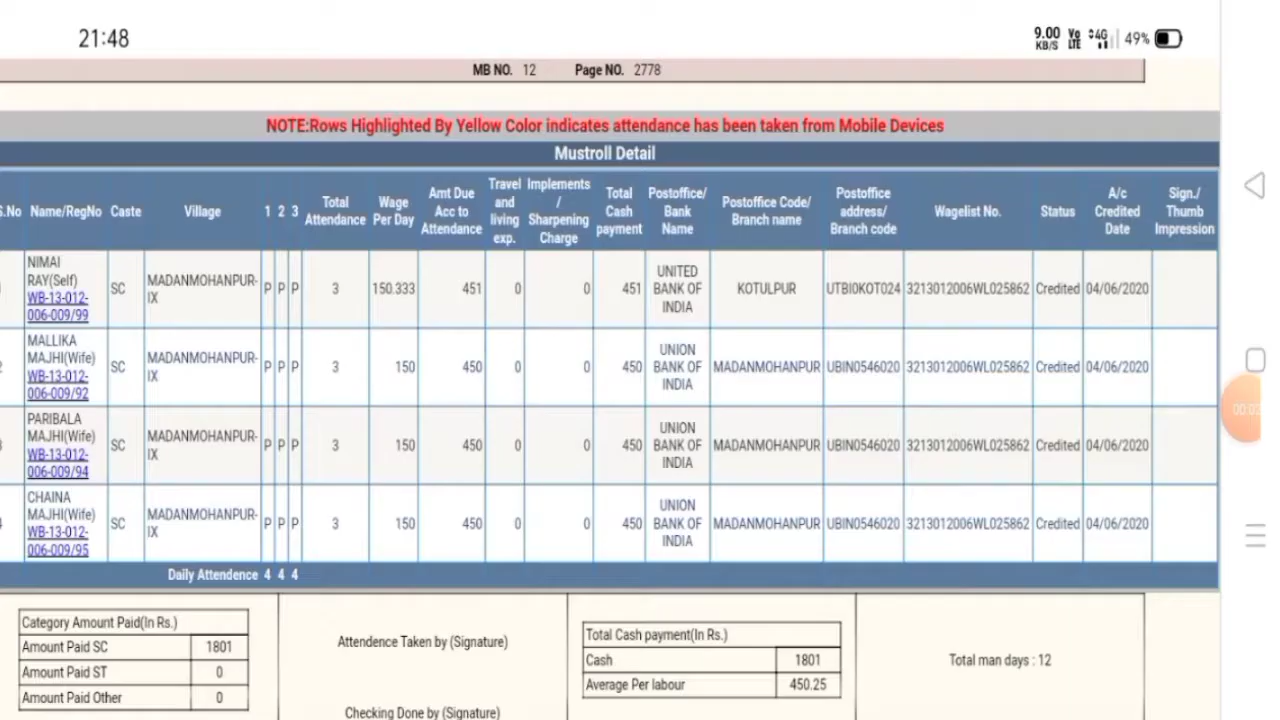 21:48
9.00 KB/S Vo LTE 4G 49%
MB NO. 12 Page NO. 2778
NOTE:Rows Highlighted By Yellow Color indicates attendance has been taken from Mobile Devices
Mustroll Detail
S.No Name/RegNo Caste Village 1 2 3 Total Attendance Wage Per Day Amt Due Acc to Attendance Travel and living exp. Implements / Sharpening Charge Total Cash payment Postoffice/ Bank Name Postoffice Code/ Branch name Postoffice address/ Branch code Wagelist No. Status A/c Credited Date Sign./ Thumb Impression
NIMAI RAY(Self) WB-13-012-006-009/99 SC MADANMOHANPUR-IX P P P 3 150.333 451 0 0 451 UNITED BANK OF INDIA KOTULPUR UTBI0KOT024 3213012006WL025862 Credited 04/06/2020
MALLIKA MAJHI(Wife) WB-13-012-006-009/92 SC MADANMOHANPUR-IX P P P 3 150 450 0 0 450 UNION BANK OF INDIA MADANMOHANPUR UBIN0546020 3213012006WL025862 Credited 04/06/2020
PARIBALA MAJHI(Wife) WB-13-012-006-009/94 SC MADANMOHANPUR-IX P P P 3 150 450 0 0 450 UNION BANK OF INDIA MADANMOHANPUR UBIN0546020 3213012006WL025862 Credited 04/06/2020
CHAINA MAJHI(Wife) WB-13-012-006-009/95 SC MADANMOHANPUR-IX P P P 3 150 450 0 0 450 UNION BANK OF INDIA MADANMOHANPUR UBIN0546020 3213012006WL025862 Credited 04/06/2020
Daily Attendence 4 4 4
Category Amount Paid(In Rs.)
Amount Paid SC 1801
Amount Paid ST 0
Amount Paid Other 0
Attendence Taken by (Signature)
Checking Done by (Signature)
Total Cash payment(In Rs.)
Cash 1801
Average Per labour 450.25
Total man days : 12